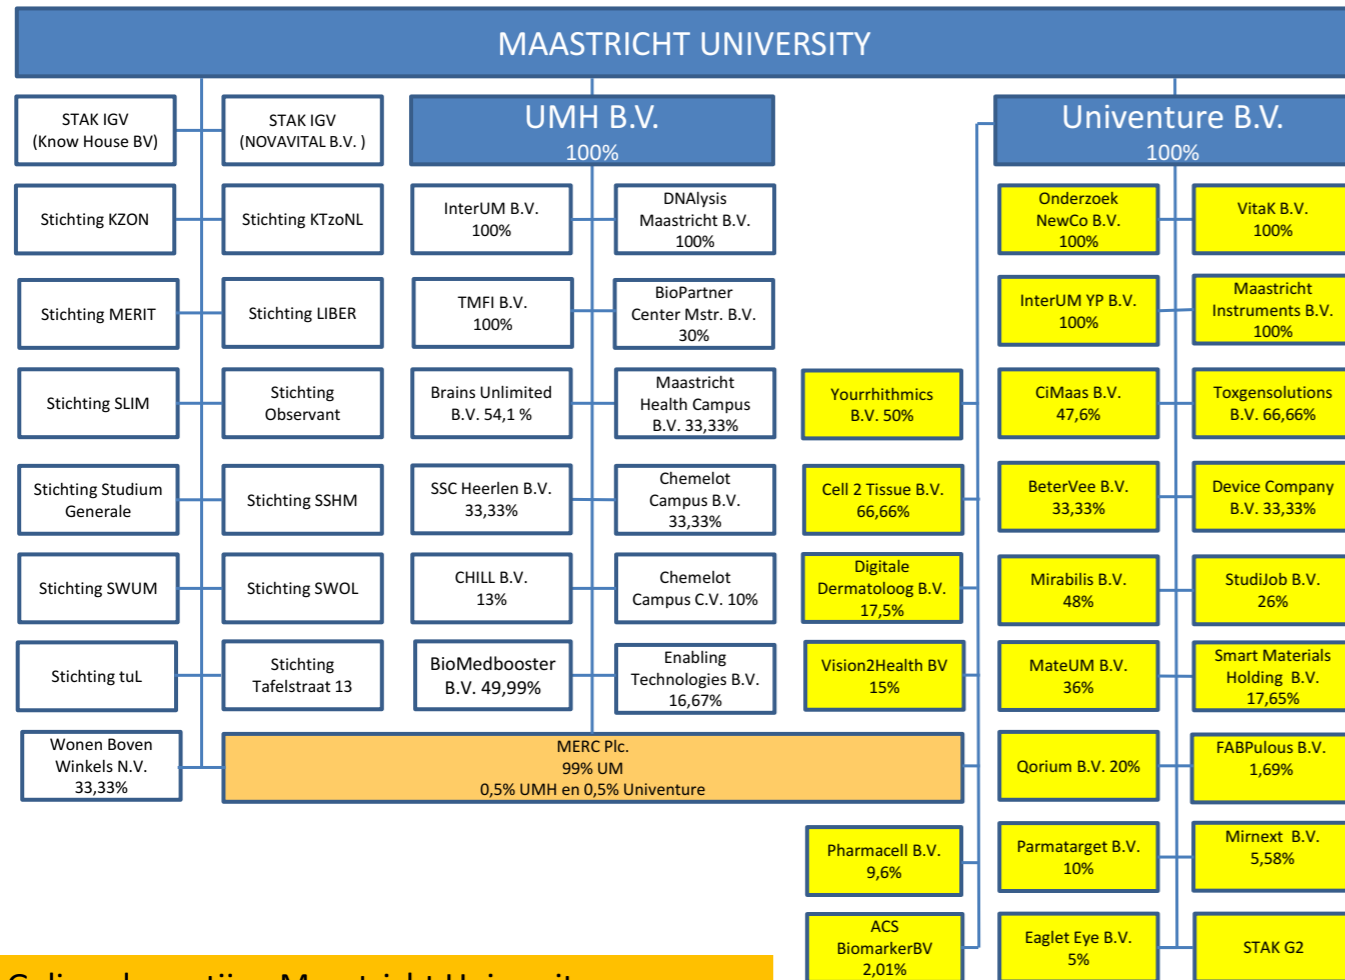 MAASTRICHT UNIVERSITY
STAK IGV
(Know House BV)
STAK IGV
(NOVAVITAL B.V. )
UMH B.V.
100%
Univenture B.V.
100%
Stichting KZON
Stichting KTzoNL
InterUM B.V.
100%
DNAlysis
Maastricht B.V.
100%
Onderzoek
NewCo B.V.
100%
VitaK B.V.
100%
Stichting MERIT
Stichting LIBER
TMFI B.V.
100%
BioPartner
Center Mstr. B.V.
30%
InterUM YP B.V.
100%
Maastricht
Instruments B.V.
100%
Stichting SLIM
Stichting
Observant
Brains Unlimited
B.V. 54,1 %
Maastricht
Health Campus
B.V. 33,33%
Yourrhithmics
B.V. 50%
CiMaas B.V.
47,6%
Toxgensolutions
B.V. 66,66%
Stichting Studium
Generale
Stichting SSHM
SSC Heerlen B.V.
33,33%
Chemelot
Campus B.V.
33,33%
Cell 2 Tissue B.V.
66,66%
BeterVee B.V.
33,33%
Device Company
B.V. 33,33%
Stichting SWUM
Stichting SWOL
CHILL B.V.
13%
Chemelot
Campus C.V. 10%
Digitale
Dermatoloog B.V.
17,5%
Mirabilis B.V.
48%
StudiJob B.V.
26%
Stichting tuL
Stichting
Tafelstraat 13
BioMedbooster
B.V. 49,99%
Enabling
Technologies B.V.
16,67%
Vision2Health BV
15%
MateUM B.V.
36%
Smart Materials
Holding B.V.
17,65%
Wonen Boven
Winkels N.V.
33,33%
MERC Plc.
99% UM
0,5% UMH en 0,5% Univenture
Qorium B.V. 20%
FABPulous B.V.
1,69%
Pharmacell B.V.
9,6%
Parmatarget B.V.
10%
Mirnext B.V.
5,58%
ACS
BiomarkerBV
2,01%
Eaglet Eye B.V.
5%
STAK G2